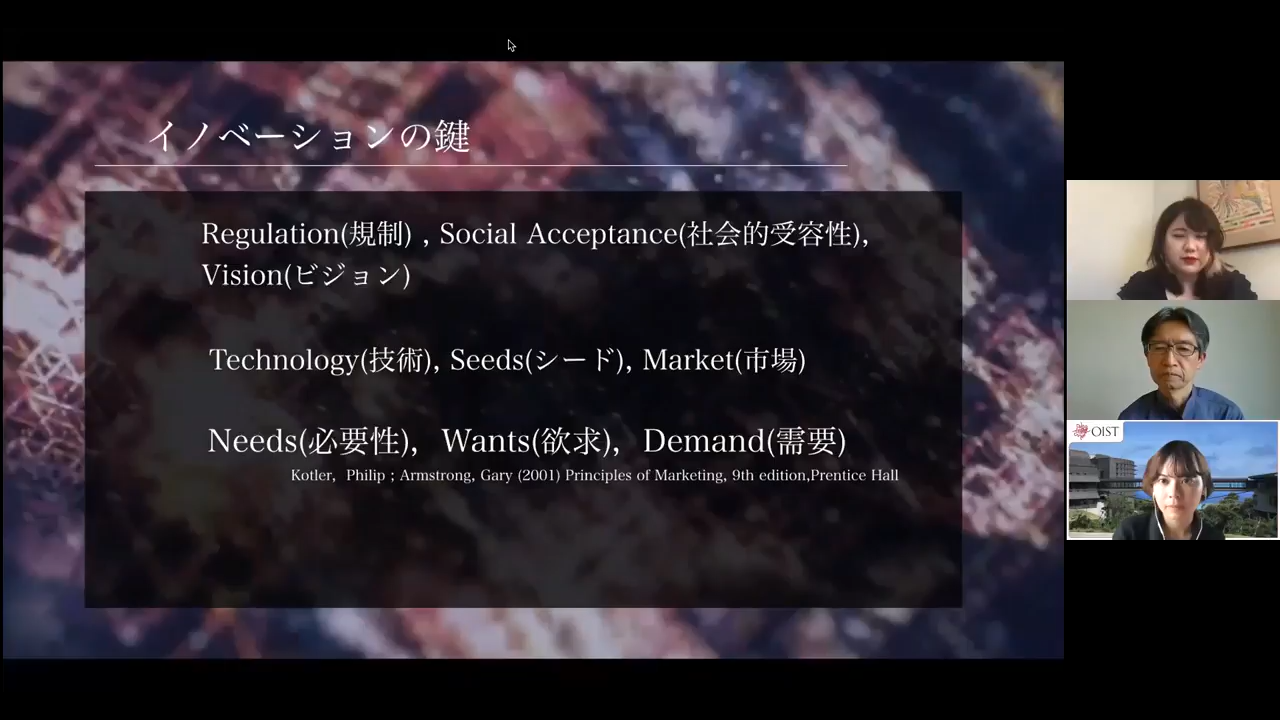 イノベーションの鍵
Regulation(規制) , Social Acceptance(社会的受容性),
Vision(ビジョン)
Technology(技術), Seeds(シード), Market(市場)
Needs(必要性),  Wants(欲求),  Demand(需要)
Kotler,  Philip ; Armstrong, Gary (2001) Principles of Marketing, 9th edition,Prentice Hall
OIST